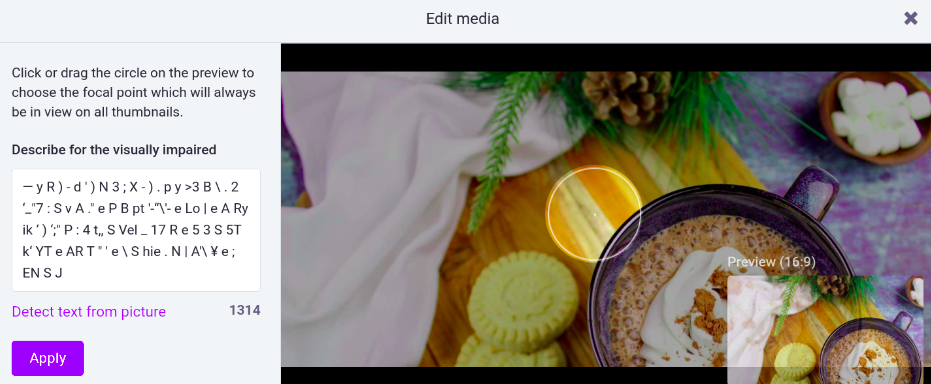 Edit media
Click or drag the circle on the preview to
choose the focal point which will always
be in view on all thumbnails.
Describe for the visually impaired
— y R ) - d ' ) N 3 ; X - ) . p y >3 B \ . 2
‘_"7 : S v A ." e P B pt '-“\'- e Lo | e A Ry
ik ‘ ) ‘;" P : 4 t,, S Vel _ 17 R e 5 3 S 5T
k‘ YT e AR T " ' e \ S hie . N | A'\ ¥ e ;
EN S J
Detect text from picture
1314
Apply
Preview (16:9)